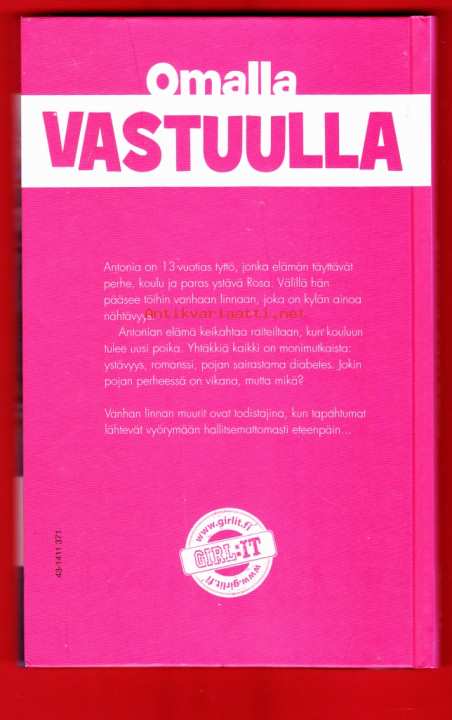 Omalla
VASTUULLA
Antonia on 13-vuotias tyttö, jonka elämän täyttävät
perhe, koulu ja paras ystävä Rosa. Välillä hän
pääsee töihin vanhaan linnaan, joka on kylän ainoa
nähtävyys.
Antikvariaatti.net
Antonian elämä keikahtaa raiteiltaan, kun kouluun
tulee uusi poika. Yhtäkkiä kaikki on monimutkaista:
ystävyys, romanssi, pojan sairastama diabetes. Jokin
pojan perheessä on vikana, mutta mikä?
Vanhan linnan muurit ovat todistajina, kun tapahtumat
lähtevät vyörymään hallitsemattomasti eteenpäin...
www.girlit.fi
GIRL:IT
www.girlit.fi
43-1411 371